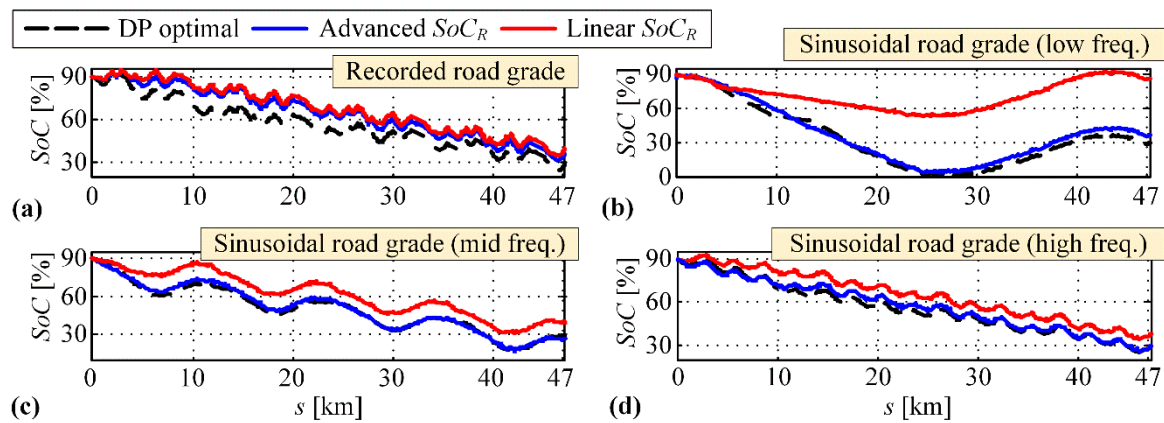 DP optimal Advanced SoC_R Linear SoC_R
Recorded road grade
Sinusoidal road grade (low freq.)
SoC [%]
90
60
30
0 10 20 30 40 47
(a)
SoC [%]
90
60
30
0
0 10 20 30 40 47
(b)
Sinusoidal road grade (mid freq.)
Sinusoidal road grade (high freq.)
SoC [%]
90
60
30
0 10 20 30 40 47
(c)
s [km]
SoC [%]
90
60
30
0 10 20 30 40 47
s [km]
(d)